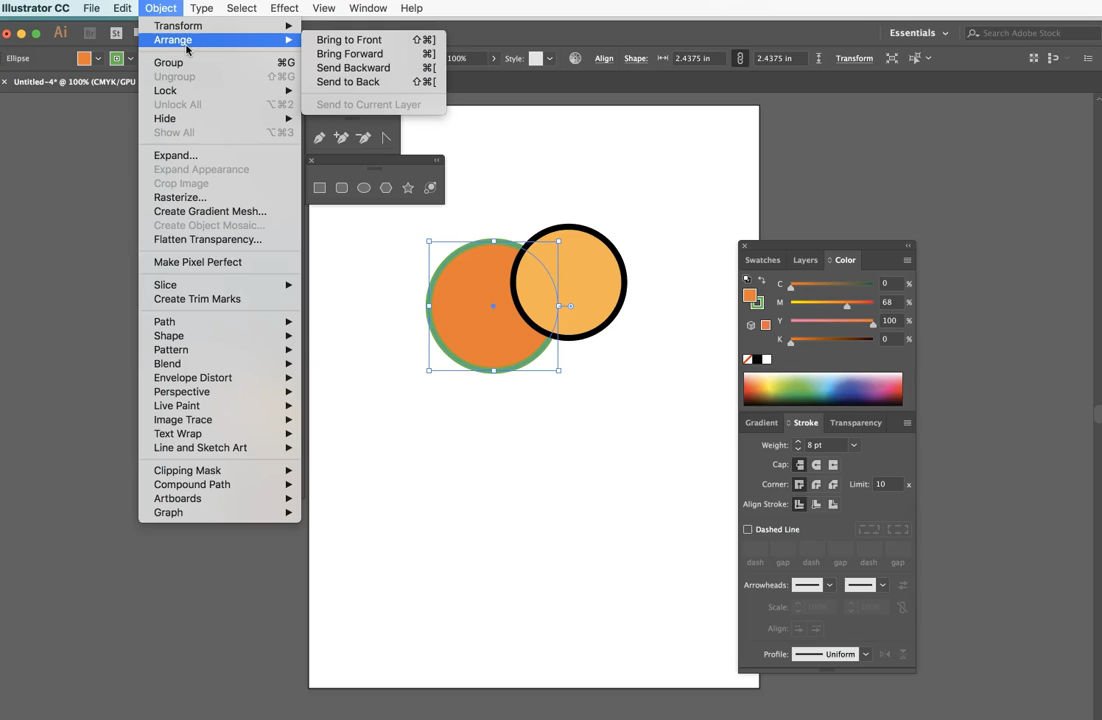 Illustrator CC File Edit Object Type Select Effect View Window Help
Ai Br St Essentials Search Adobe Stock
Ellipse 100% Style: Align Shape: 2.4375 in 2.4375 in Transform
× Untitled-4* @ 100% (CMYK/GPU
Transform
Arrange
Group ⌘G
Ungroup ⇧⌘G
Lock
Unlock All ⌥⌘2
Hide
Show All ⌥⌘3
Expand...
Expand Appearance
Crop Image
Rasterize...
Create Gradient Mesh...
Create Object Mosaic...
Flatten Transparency...
Make Pixel Perfect
Slice
Create Trim Marks
Path
Shape
Pattern
Blend
Envelope Distort
Perspective
Live Paint
Image Trace
Text Wrap
Line and Sketch Art
Clipping Mask
Compound Path
Artboards
Graph
Bring to Front ⇧⌘]
Bring Forward ⌘]
Send Backward ⌘[
Send to Back ⇧⌘[
Send to Current Layer
Swatches Layers Color
C 0 %
M 68 %
Y 100 %
K 0 %
Gradient Stroke Transparency
Weight: 8 pt
Cap:
Corner: Limit: 10 x
Align Stroke:
Dashed Line
dash gap dash gap dash gap
Arrowheads:
Scale: 100% 100%
Align:
Profile: Uniform